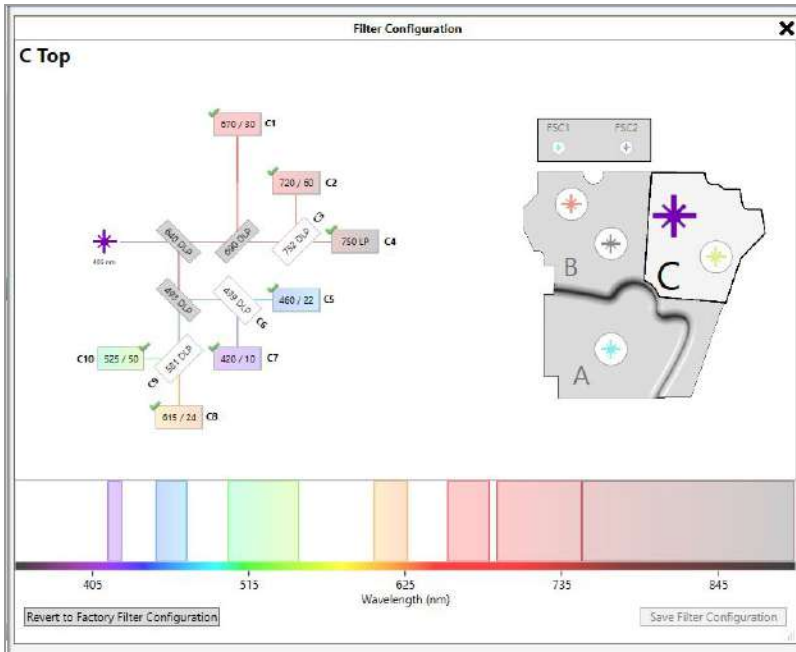 Filter Configuration
C Top
670 / 30 C1
720 / 60 C2
C3
752 DLP
750 LP C4
640 DLP
690 DLP
405 nm
495 DLP
439 DLP
460 / 22 C5
C6
C10 525 / 50
C9
581 DLP
420 / 10 C7
615 / 24 C8
FSC1 FSC2
B
C
A
405 515 625 735 845
Wavelength (nm)
Revert to Factory Filter Configuration
Save Filter Configuration